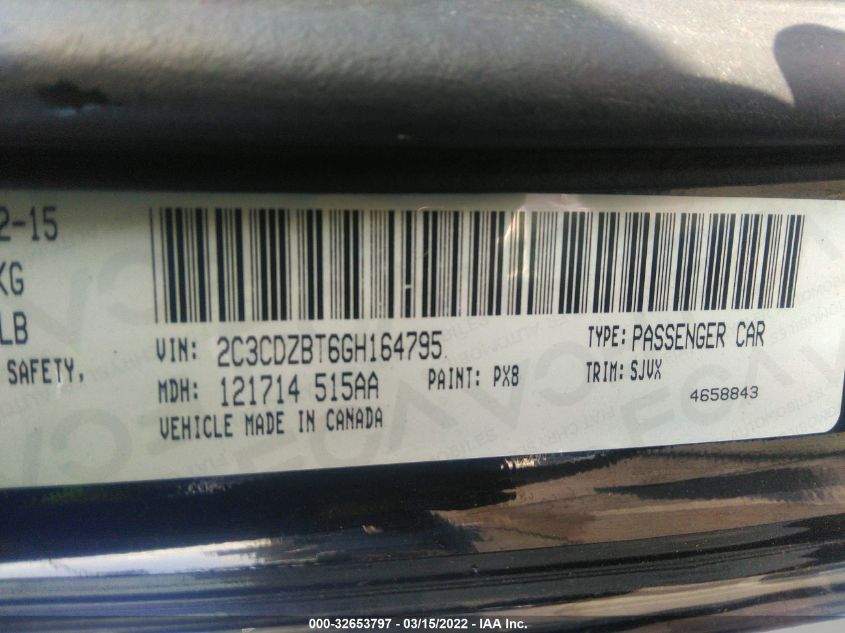 2-15
KG
LB
SAFETY,
VIN: 2C3CDZBT6GH164795
TYPE: PASSENGER CAR
MDH: 121714 515AA
PAINT: PX8
TRIM: SJVX
VEHICLE MADE IN CANADA
4658843
000-32653797 - 03/15/2022 - IAA Inc.